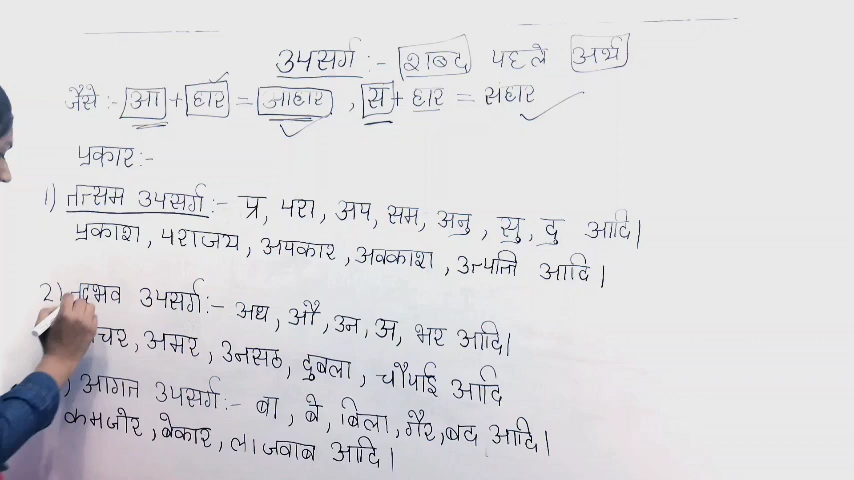 उपसर्ग :- शब्द पहले अर्थ
जैसे :- आ + हार = आहार , सं + हार = संहार
प्रकार :-
1) तत्सम उपसर्ग :- प्र, परा, अप, सम, अनु, सु, दु आदि।
प्रकाश, पराजय, अपकार, अवकाश, उत्पत्ति आदि।
2) तद्भव उपसर्ग :- अध, औ, उन, अ, भर आदि।
अमर, उनसठ, दुबला, चौपाई आदि
आगत उपसर्ग :- बा, बे, बिला, गैर, बद आदि।
कमजोर, बेकार, लाजवाब आदि।